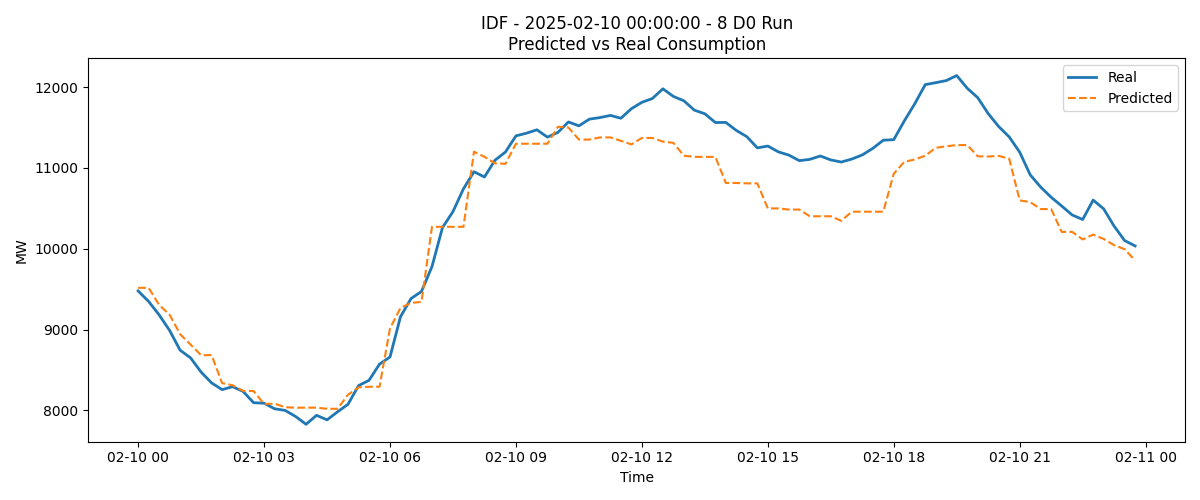 IDF - 2025-02-10 00:00:00 - 8 D0 Run
Predicted vs Real Consumption
Real
Predicted
12000
11000
10000
9000
8000
MW
02-10 00
02-10 03
02-10 06
02-10 09
02-10 12
02-10 15
02-10 18
02-10 21
02-11 00
Time